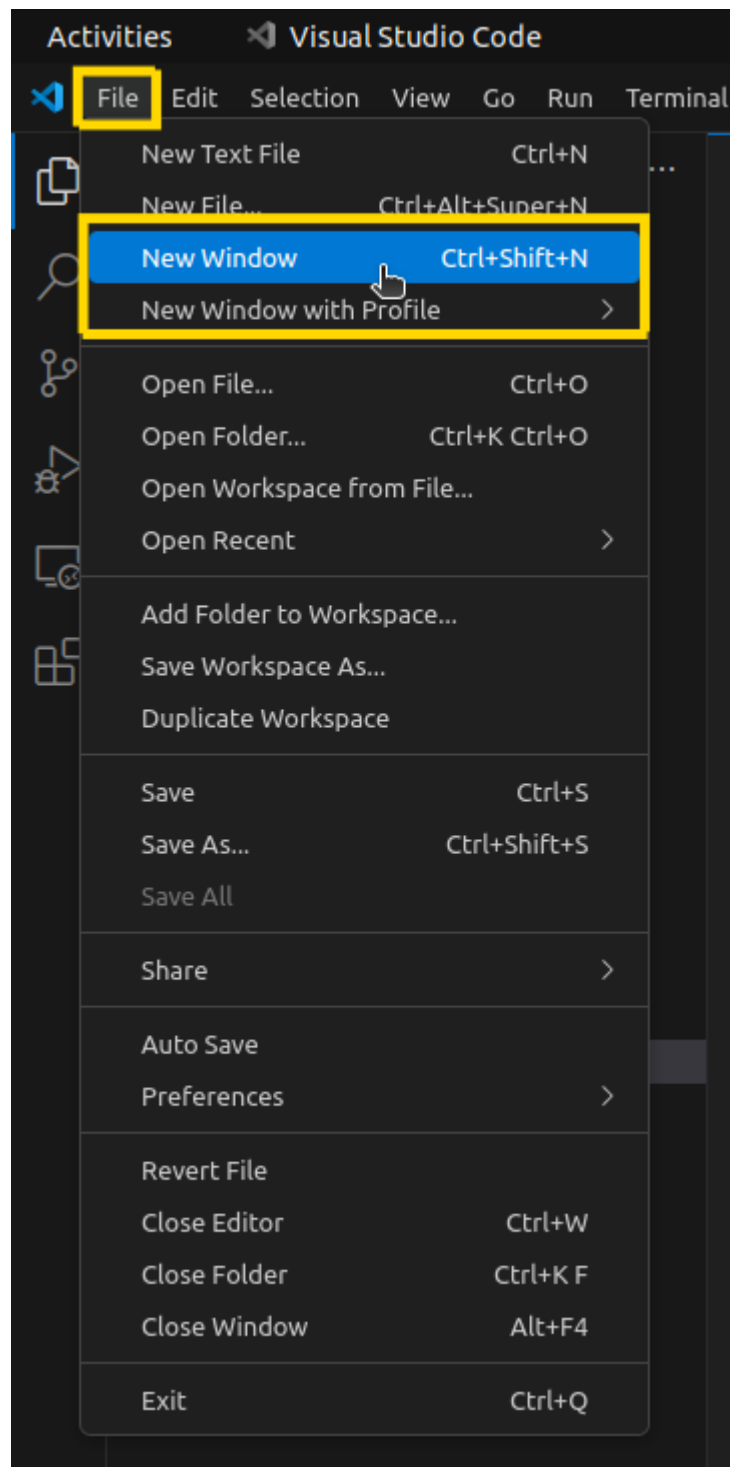 Activities Visual Studio Code
File Edit Selection View Go Run Terminal
New Text File Ctrl+N
...
New File... Ctrl+Alt+Super+N
New Window Ctrl+Shift+N
New Window with Profile
Open File... Ctrl+O
Open Folder... Ctrl+K Ctrl+O
Open Workspace from File...
Open Recent
Add Folder to Workspace...
Save Workspace As...
Duplicate Workspace
Save Ctrl+S
Save As... Ctrl+Shift+S
Save All
Share
Auto Save
Preferences
Revert File
Close Editor Ctrl+W
Close Folder Ctrl+K F
Close Window Alt+F4
Exit Ctrl+Q